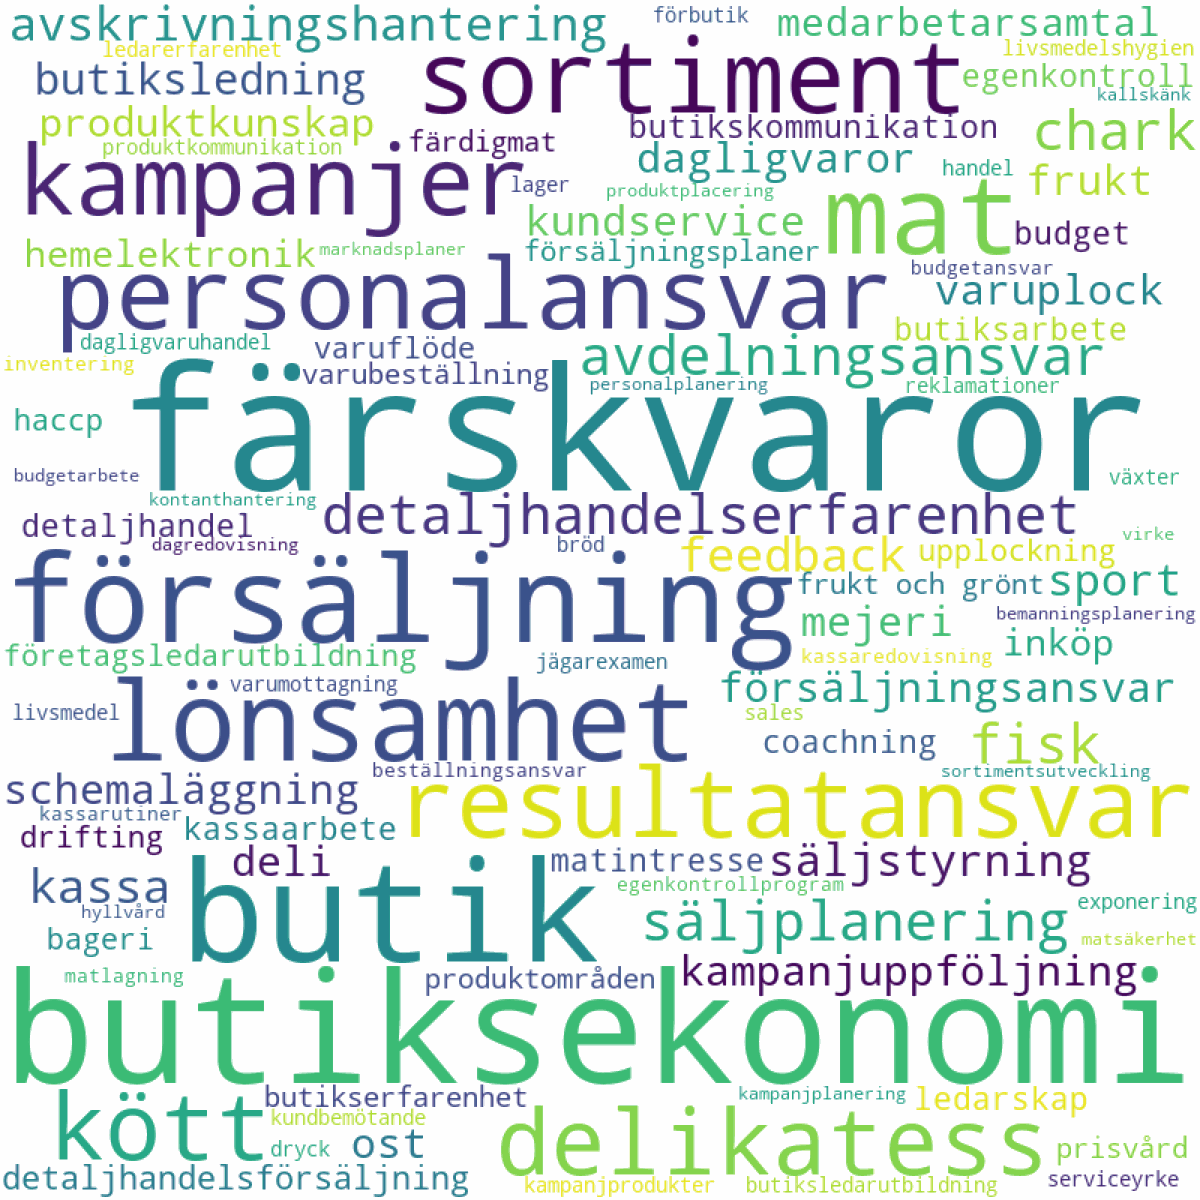 avskrivningshantering
förbutik
medarbetarsamtal
ledarerfarenhet
livsmedelshygien
butiksledning
sortiment
egenkontroll
kallskänk
produktkunskap
butikskommunikation
chark
produktkommunikation
färdigmat
dagligvaror
handel
kampanjer
lager
produktplacering
frukt
kundservice
mat
budget
hemelektronik
marknadsplaner
försäljningsplaner
budgetansvar
personalansvar
varuplock
dagligvaruhandel
varuflöde
avdelningsansvar
butiksarbete
inventering
varubeställning
personalplanering
reklamationer
haccp
färskvaror
budgetarbete
växter
kontanthantering
detaljhandel
detaljhandelserfarenhet
dagredovisning
bröd
feedback
upplockning
virke
försäljning
frukt och grönt
sport
mejeri
bemanningsplanering
inköp
företagsledarutbildning
jägarexamen
kassaredovisning
varumottagning
försäljningsansvar
livsmedel
lönsamhet
sales
coachning
fisk
schemaläggning
beställningsansvar
sortimentsutveckling
kassarutiner
resultatansvar
drifting
kassaarbete
deli
matintresse
säljstyrning
kassa
butik
egenkontrollprogram
hyllvård
säljplanering
exponering
bageri
matsäkerhet
matlagning
produktområden
kampanjuppföljning
butiksekonomi
kött
butikserfarenhet
kampanjplanering
ledarskap
kundbemötande
delikatess
dryck
ost
prisvård
detaljhandelsförsäljning
kampanjprodukter
butiksledarutbildning
serviceyrke